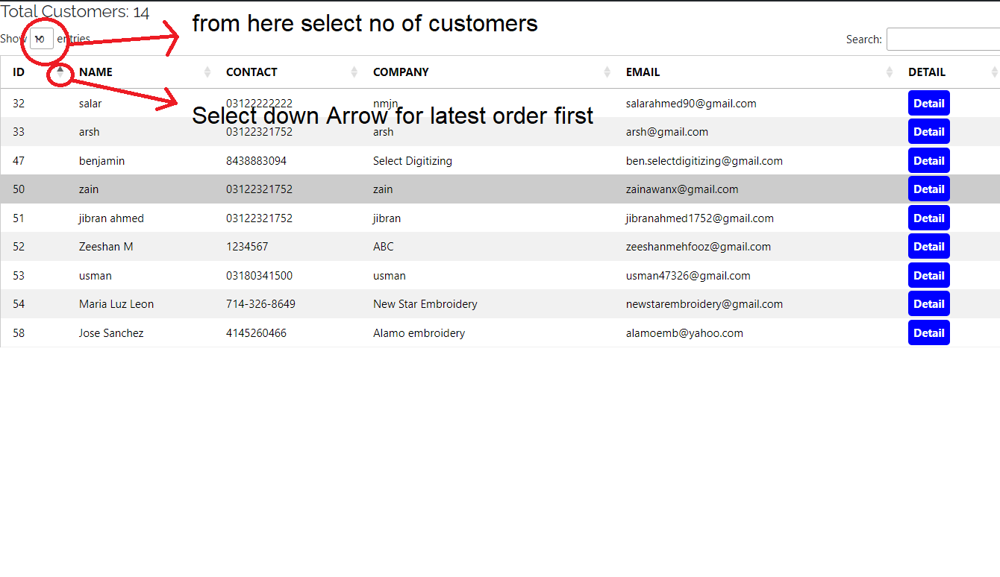 Total Customers: 14
from here select no of customers
Show 10 entries
Search:
ID NAME CONTACT COMPANY EMAIL DETAIL
32 salar 03122222222 nmjn salarahmed90@gmail.com Detail
Select down Arrow for latest order first
33 arsh 03122321752 arsh arsh@gmail.com Detail
47 benjamin 8438883094 Select Digitizing ben.selectdigitizing@gmail.com Detail
50 zain 03122321752 zain zainawanx@gmail.com Detail
51 jibran ahmed 03122321752 jibran jibranahmed1752@gmail.com Detail
52 Zeeshan M 1234567 ABC zeeshanmehfooz@gmail.com Detail
53 usman 03180341500 usman usman47326@gmail.com Detail
54 Maria Luz Leon 714-326-8649 New Star Embroidery newstarembroidery@gmail.com Detail
58 Jose Sanchez 4145260466 Alamo embroidery alamoemb@yahoo.com Detail